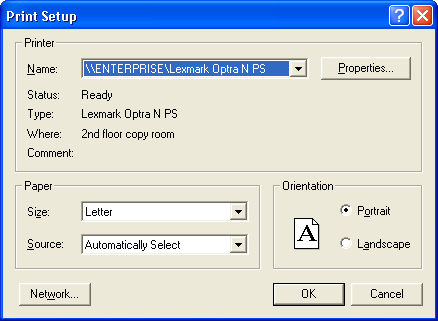 Print Setup
Printer
Name: \\ENTERPRISE\Lexmark Optra N PS Properties...
Status: Ready
Type: Lexmark Optra N PS
Where: 2nd floor copy room
Comment:
Paper Orientation
Size: Letter Portrait
A
Source: Automatically Select Landscape
Network... OK Cancel